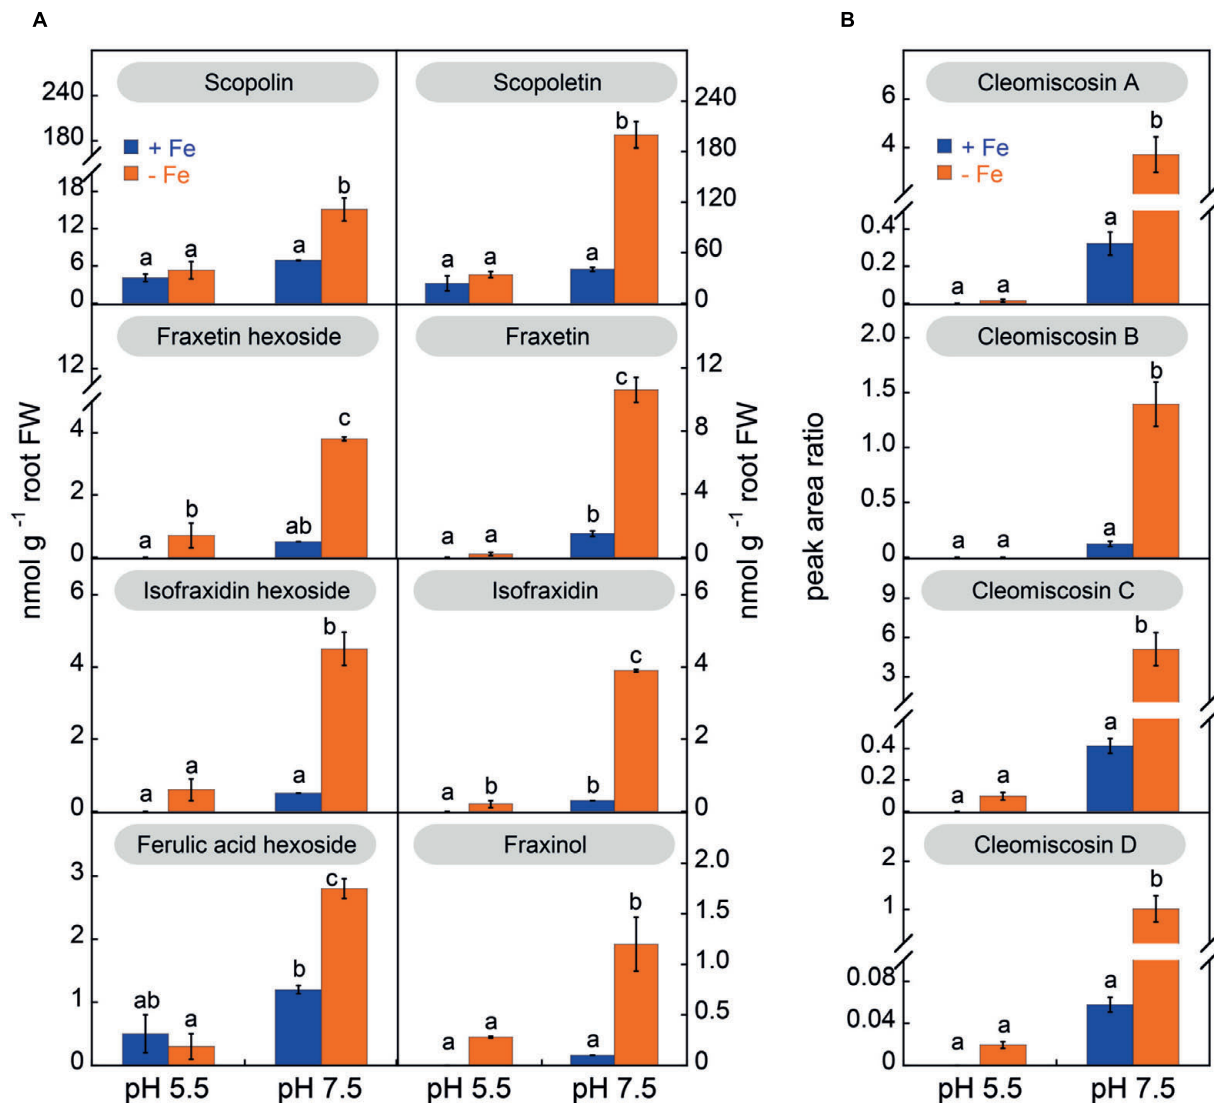 A
B
Scopolin
Scopoletin
Cleomiscosin A
240
180
18
12
6
0
+ Fe
- Fe
a
a
a
b
240
180
120
60
0
a
a
a
b
6
4
0.4
0.2
0
+ Fe
- Fe
a
a
a
b
Fraxetin hexoside
Fraxetin
Cleomiscosin B
12
4
2
0
a
b
ab
c
12
8
4
0
a
a
b
c
2.0
1.5
1.0
0.5
0
a
a
a
b
nmol g -1 root FW
nmol g -1 root FW
peak area ratio
Isofraxidin hexoside
Isofraxidin
Cleomiscosin C
6
4
2
0
a
a
a
b
6
4
2
0
a
b
b
c
9
6
3
0.4
0.2
0
a
a
a
b
Ferulic acid hexoside
Fraxinol
Cleomiscosin D
3
2
1
0
ab
a
b
c
2.0
1.5
1.0
0.5
0
a
a
a
b
2
1
0.08
0.04
0
a
a
a
b
pH 5.5
pH 7.5
pH 5.5
pH 7.5
pH 5.5
pH 7.5